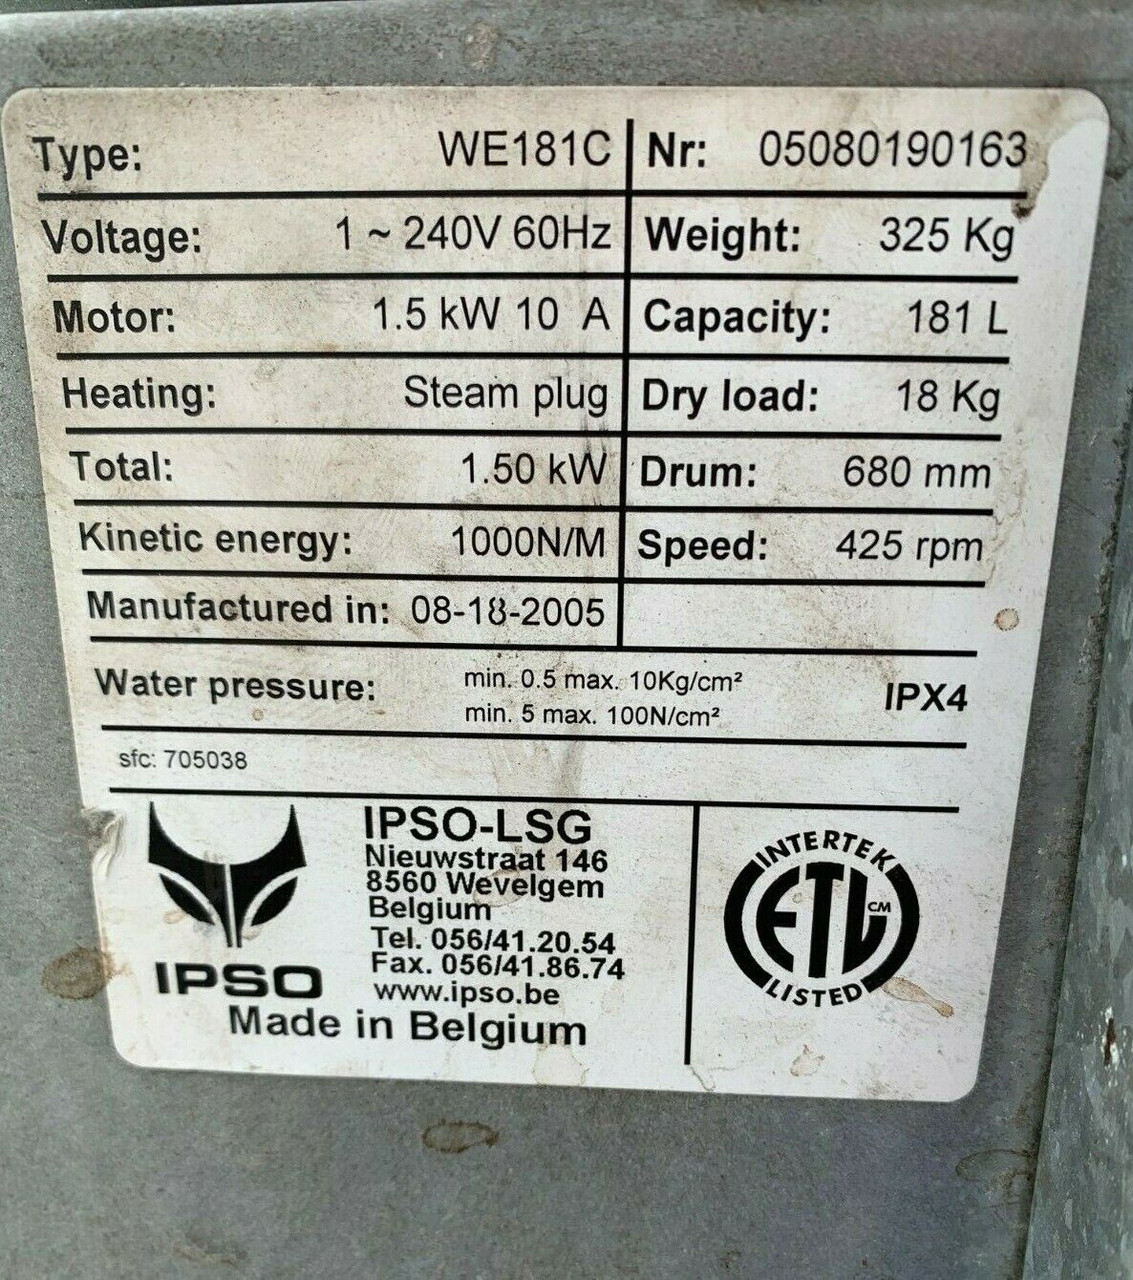 Type: WE181C Nr: 05080190163
Voltage: 1 ~ 240V 60Hz Weight: 325 Kg
Motor: 1.5 kW 10 A Capacity: 181 L
Heating: Steam plug Dry load: 18 Kg
Total: 1.50 kW Drum: 680 mm
Kinetic energy: 1000N/M Speed: 425 rpm
Manufactured in: 08-18-2005
Water pressure: min. 0.5 max. 10Kg/cm² IPX4
min. 5 max. 100N/cm²
sfc: 705038
IPSO-LSG
Nieuwstraat 146
8560 Wevelgem
Belgium
Tel. 056/41.20.54
Fax. 056/41.86.74
www.ipso.be
IPSO
Made in Belgium
INTERTEK
ETL CM
LISTED